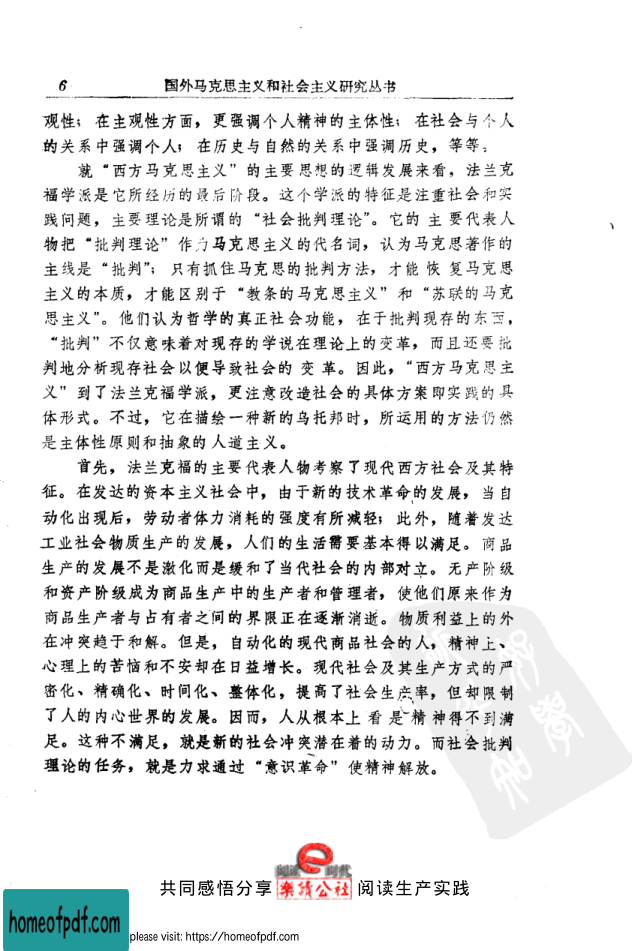 6 国外马克思主义和社会主义研究丛书
观性；在主观性方面，更强调个人精神的主体性；在社会与个人
的关系中强调个人；在历史与自然的关系中强调历史，等等。
就“西方马克思主义”的主要思想的逻辑发展来看，法兰克
福学派是它所经历的最后阶段。这个学派的特征是注重社会和实
践问题，主要理论是所谓的“社会批判理论”。它的主要代表人
物把“批判理论”作为马克思主义的代名词，认为马克思著作的
主线是“批判”；只有抓住马克思的批判方法，才能恢复马克思
主义的本质，才能区别于“教条的马克思主义”和“苏联的马克
思主义”。他们认为哲学的真正社会功能，在于批判现存的东西，
“批判”不仅意味着对现存的学说在理论上的变革，而且还要批
判地分析现存社会以便导致社会的变革。因此，“西方马克思主
义”到了法兰克福学派，更注意改造社会的具体方案即实践的具
体形式。不过，它在描绘一种新的乌托邦时，所运用的方法仍然
是主体性原则和抽象的人道主义。
首先，法兰克福的主要代表人物考察了现代西方社会及其特
征。在发达的资本主义社会中，由于新的技术革命的发展，当自
动化出现后，劳动者体力消耗的强度有所减轻；此外，随着发达
工业社会物质生产的发展，人们的生活需要基本得以满足。商品
生产的发展不是激化而是缓和了当代社会的内部对立。无产阶级
和资产阶级成为商品生产中的生产者和管理者，使他们原来作为
商品生产者与占有者之间的界限正在逐渐消逝。物质利益上的外
在冲突趋于和解。但是，自动化的现代商品社会的人，精神上、
心理上的苦恼和不安却在日益增长。现代社会及其生产方式的严
密化、精确化、时间化、整体化，提高了社会生产率，但却限制
了人的内心世界的发展。因而，人从根本上看是精神得不到满
足。这种不满足，就是新的社会冲突潜在着的动力。而社会批判
理论的任务，就是力求通过“意识革命”使精神解放。
阅读 时代
共同感悟分享 乐读公社 阅读生产实践
homeofpdf.com
please visit: https://homeofpdf.com